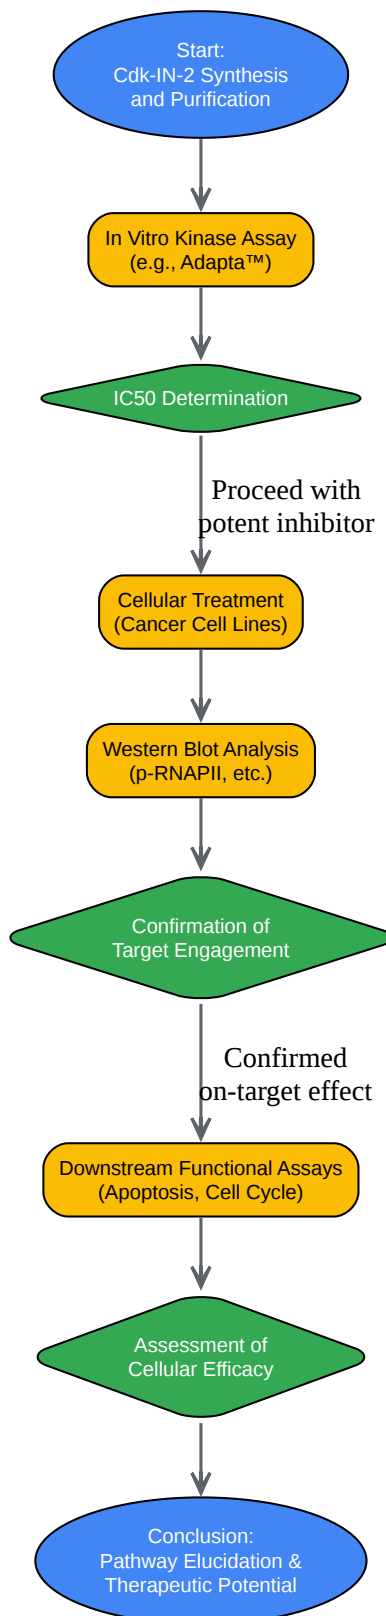 Start:
Cdk-IN-2 Synthesis
and Purification
In Vitro Kinase Assay
(e.g., Adapta™)
IC50 Determination
Proceed with
potent inhibitor
Cellular Treatment
(Cancer Cell Lines)
Western Blot Analysis
(p-RNAPII, etc.)
Confirmation of
Target Engagement
Confirmed
on-target effect
Downstream Functional Assays
(Apoptosis, Cell Cycle)
Assessment of
Cellular Efficacy
Conclusion:
Pathway Elucidation &
Therapeutic Potential